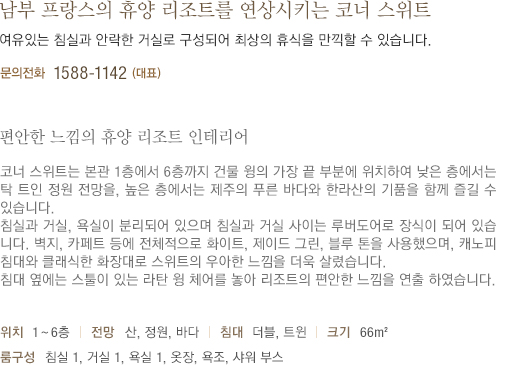 남부 프랑스의 휴양 리조트를 연상시키는 코너 스위트
여유있는 침실과 안락한 거실로 구성되어 최상의 휴식을 만끽할 수 있습니다.
문의전화 1588-1142 (대표)
편안한 느낌의 휴양 리조트 인테리어
코너 스위트는 본관 1층에서 6층까지 건물 윙의 가장 끝 부분에 위치하여 낮은 층에서는
탁 트인 정원 전망을, 높은 층에서는 제주의 푸른 바다와 한라산의 기품을 함께 즐길 수
있습니다.
침실과 거실, 욕실이 분리되어 있으며 침실과 거실 사이는 루버도어로 장식이 되어 있습
니다. 벽지, 카페트 등에 전체적으로 화이트, 제이드 그린, 블루 톤을 사용했으며, 캐노피
침대와 클래식한 화장대로 스위트의 우아한 느낌을 더욱 살렸습니다.
침대 옆에는 스툴이 있는 라탄 윙 체어를 놓아 리조트의 편안한 느낌을 연출 하였습니다.
위치 1~6층 | 전망 산, 정원, 바다 | 침대 더블, 트윈 | 크기 66m²
룸구성 침실 1, 거실 1, 욕실 1, 옷장, 욕조, 샤워 부스